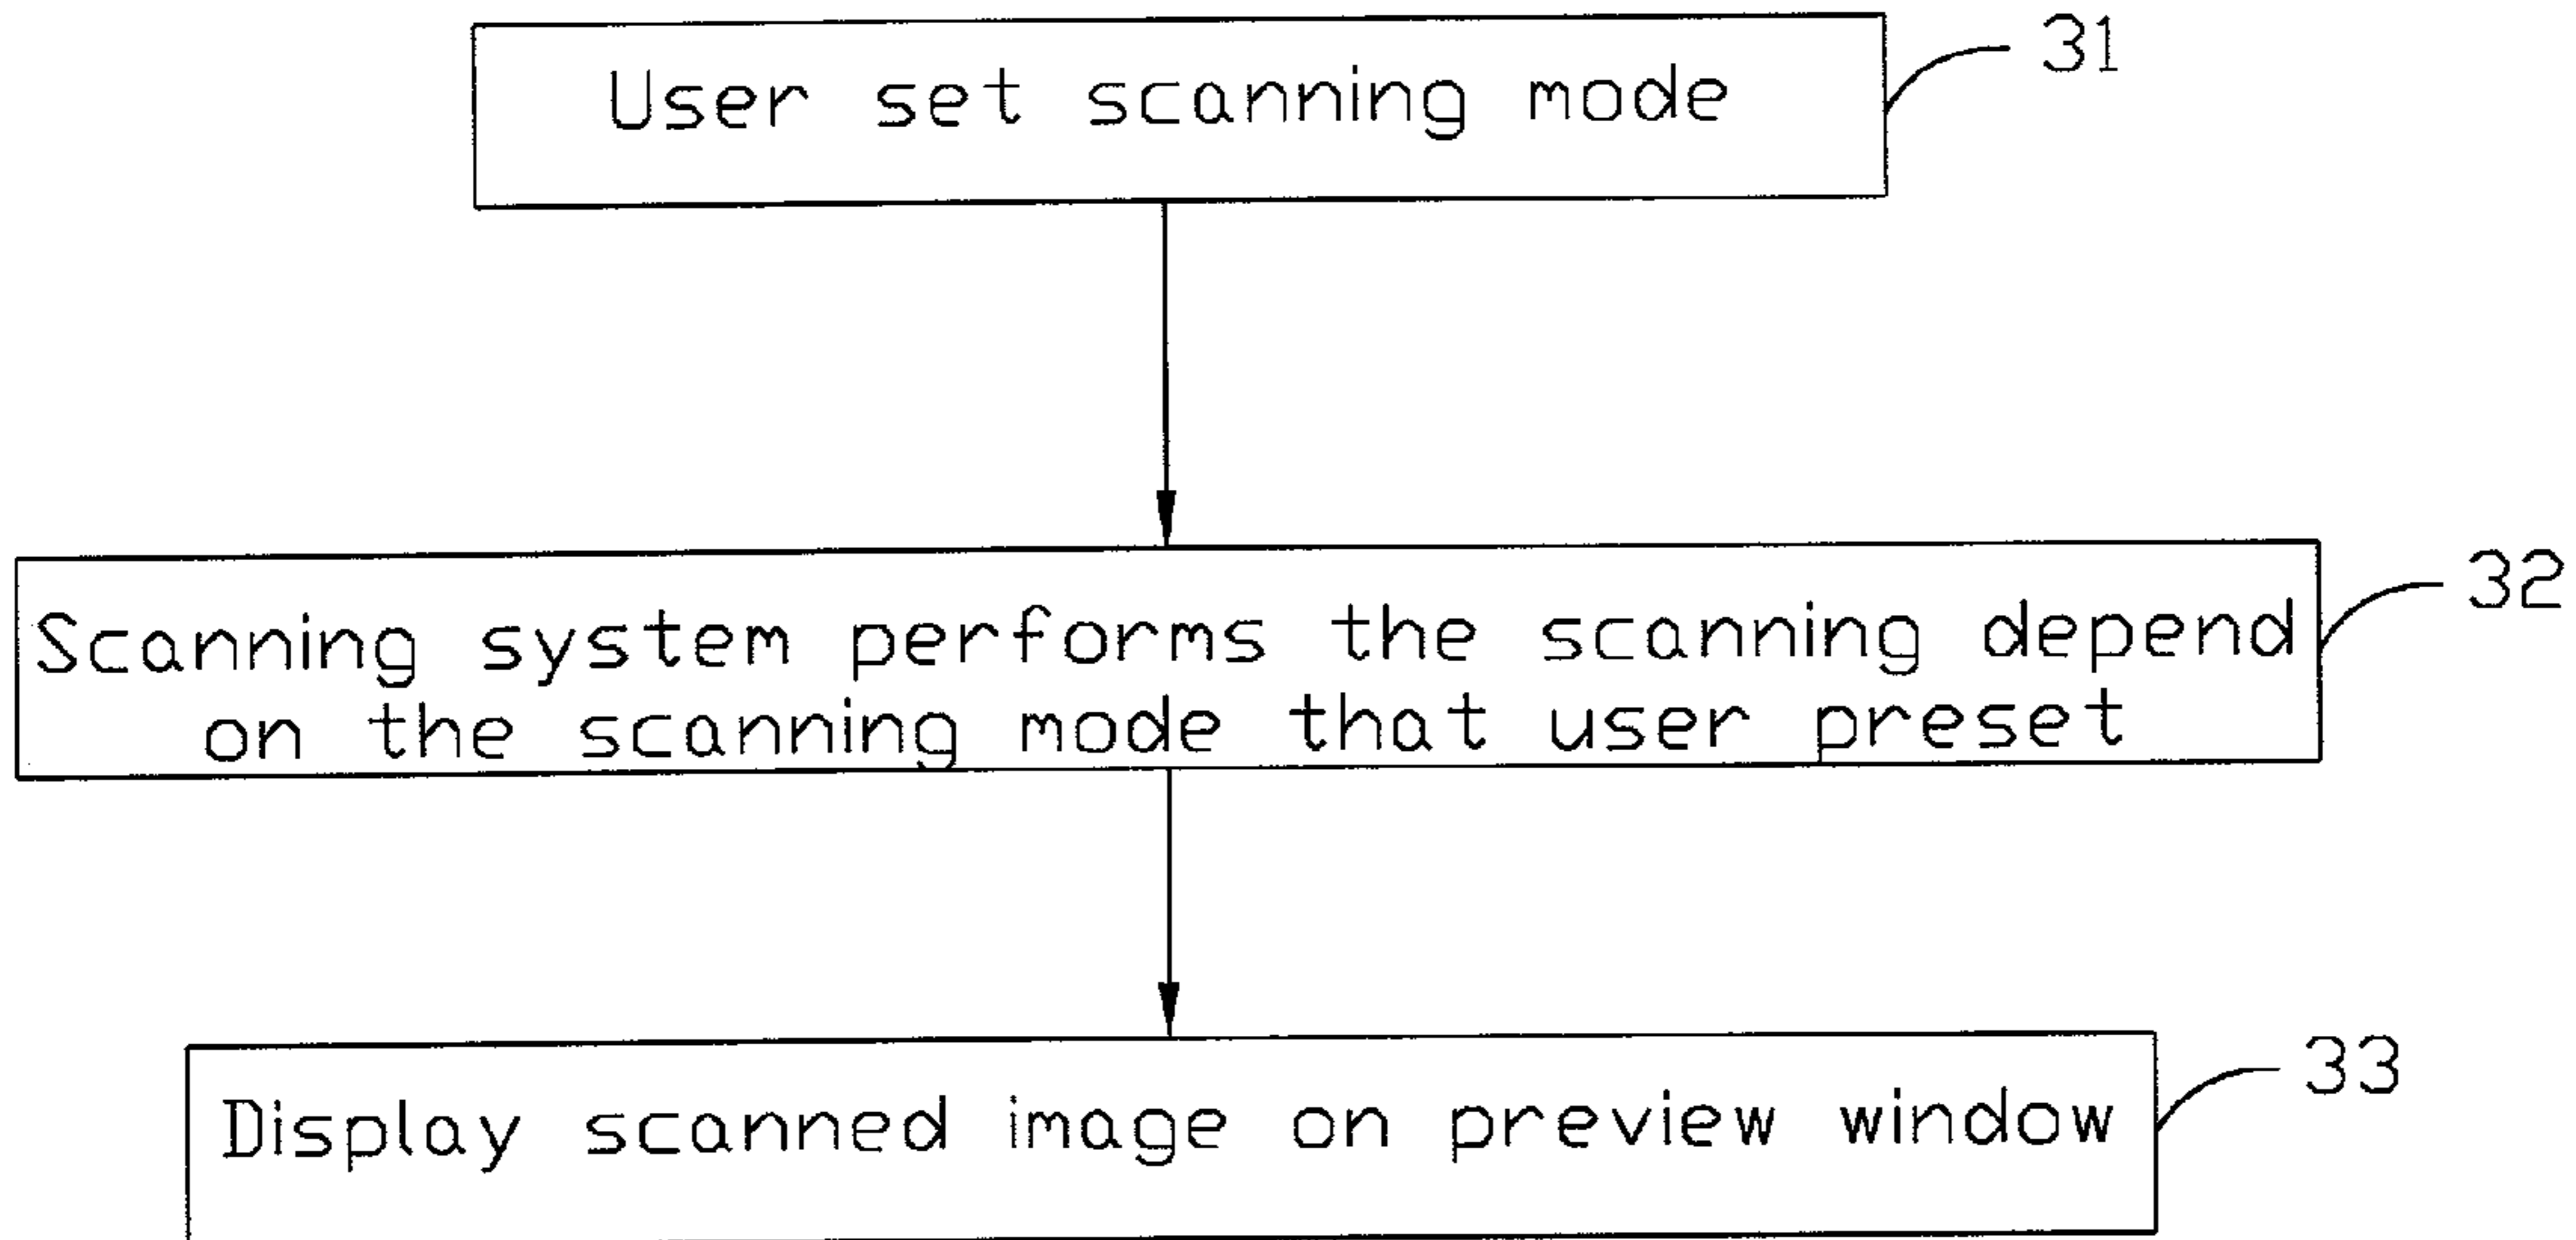 User set scanning mode
31
Scanning system performs the scanning depend
on the scanning mode that user preset
32
Display scanned image on preview window
33